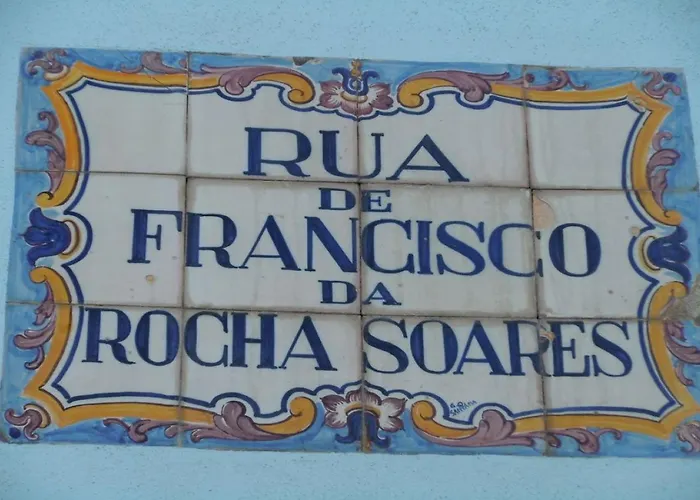 RUA
DE
FRANCISCO
DA
ROCHA SOARES